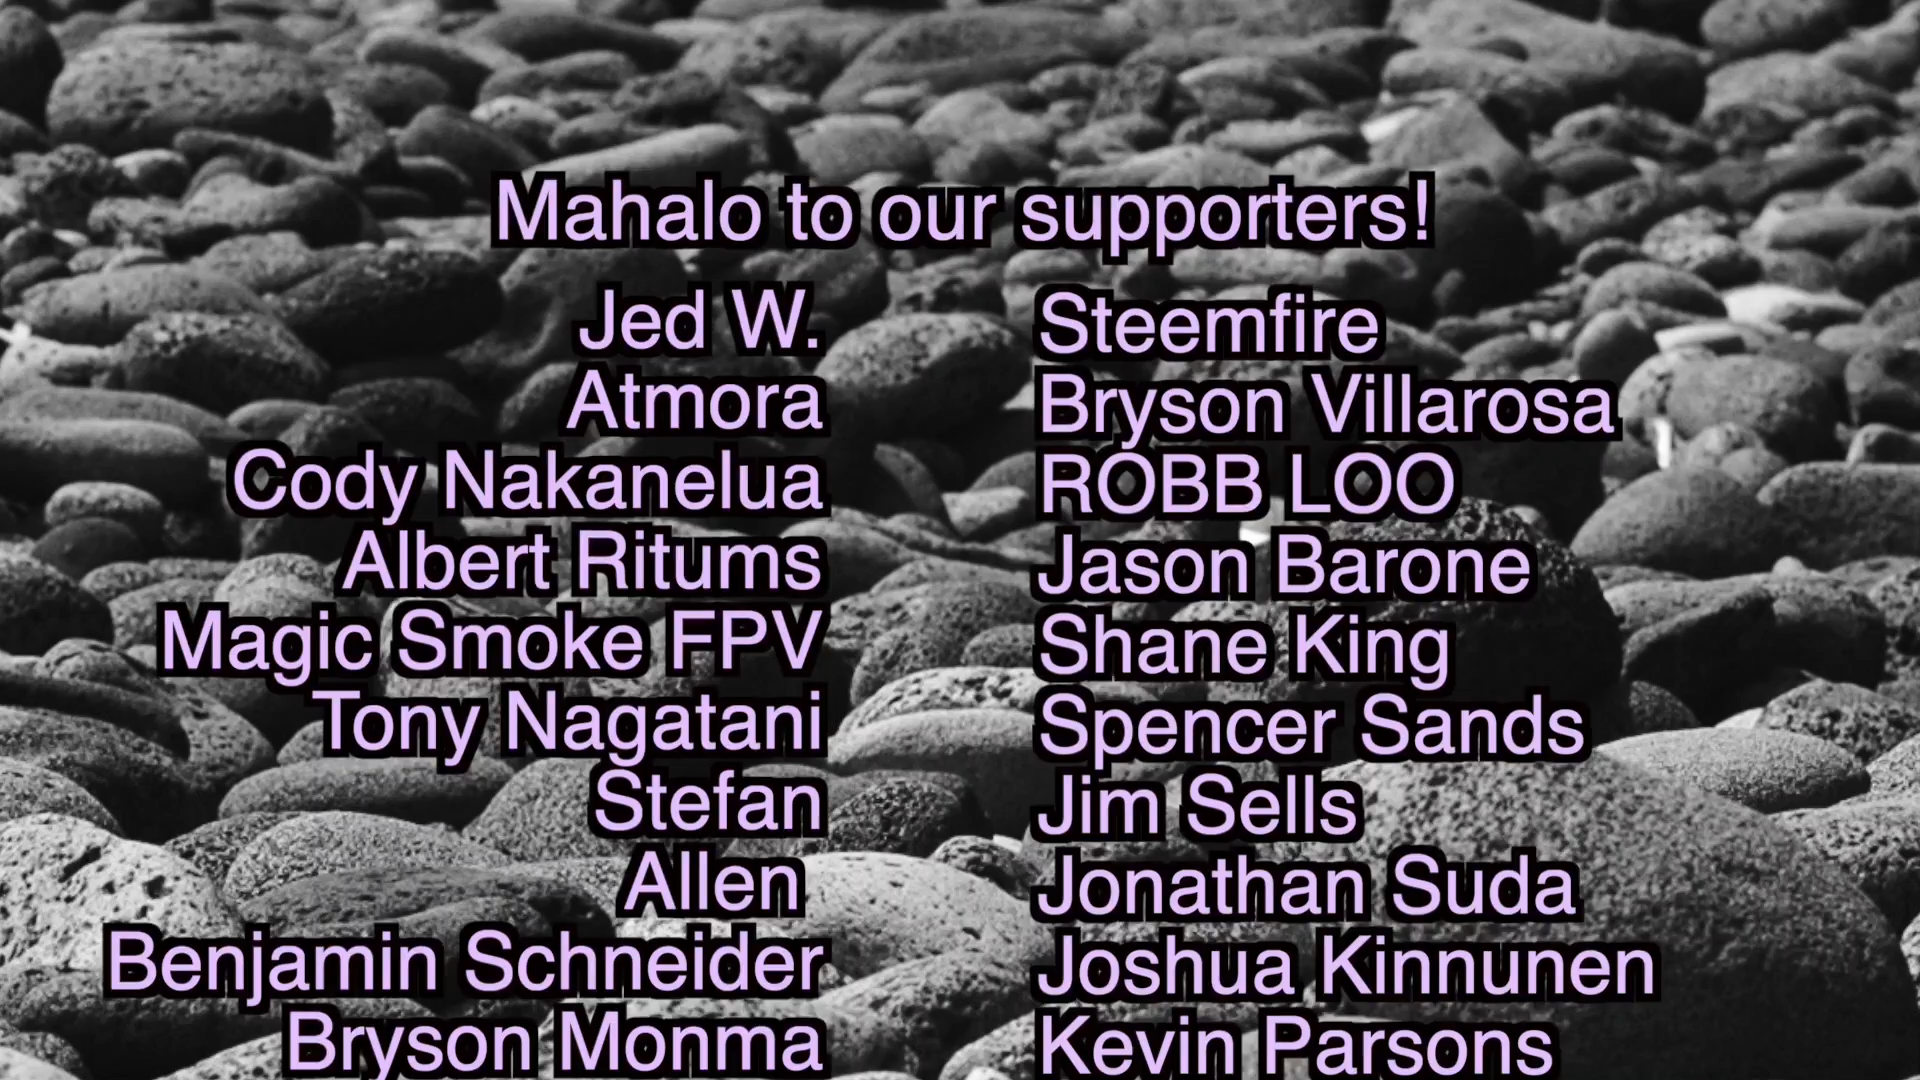 Mahalo to our supporters!
Jed W.
Atmora
Cody Nakanelua
Albert Ritums
Magic Smoke FPV
Tony Nagatani
Stefan
Allen
Benjamin Schneider
Bryson Monma
Steemfire
Bryson Villarosa
ROBB LOO
Jason Barone
Shane King
Spencer Sands
Jim Sells
Jonathan Suda
Joshua Kinnunen
Kevin Parsons